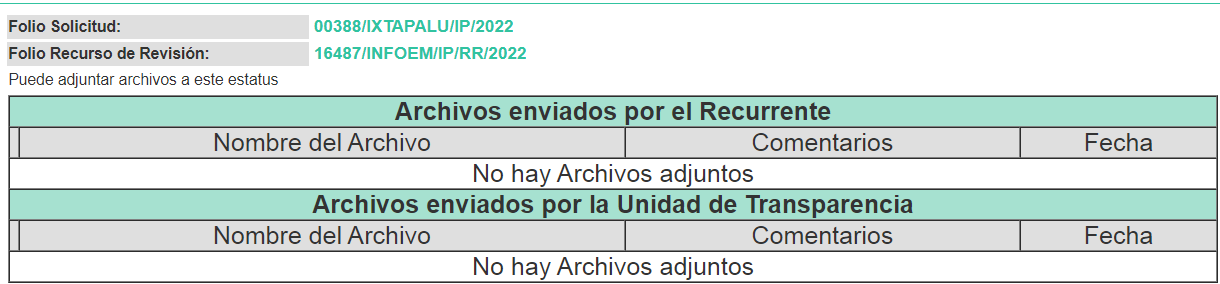 Folio Solicitud: 00388/IXTAPALU/IP/2022
Folio Recurso de Revisión: 16487/INFOEM/IP/RR/2022
Puede adjuntar archivos a este estatus
Archivos enviados por el Recurrente
Nombre del Archivo Comentarios Fecha
No hay Archivos adjuntos
Archivos enviados por la Unidad de Transparencia
Nombre del Archivo Comentarios Fecha
No hay Archivos adjuntos